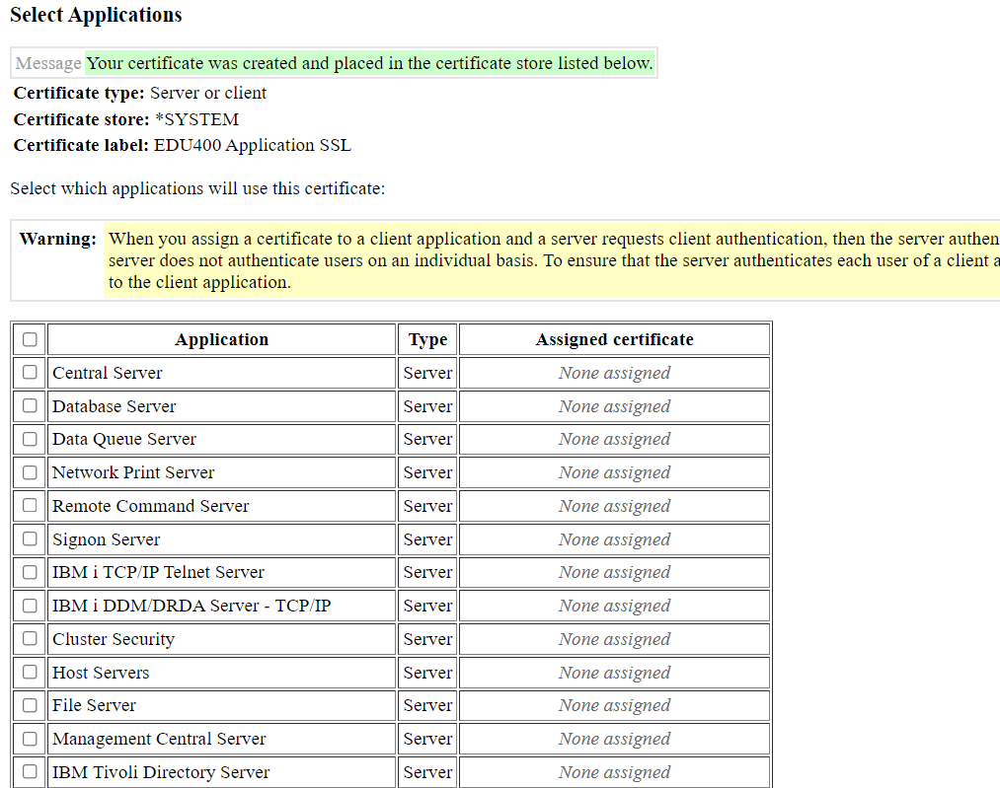 Select Applications
Message Your certificate was created and placed in the certificate store listed below.
Certificate type: Server or client
Certificate store: *SYSTEM
Certificate label: EDU400 Application SSL
Select which applications will use this certificate:
Warning: When you assign a certificate to a client application and a server requests client authentication, then the server authen
server does not authenticate users on an individual basis. To ensure that the server authenticates each user of a client a
to the client application.
Application Type Assigned certificate
Central Server Server None assigned
Database Server Server None assigned
Data Queue Server Server None assigned
Network Print Server Server None assigned
Remote Command Server Server None assigned
Signon Server Server None assigned
IBM i TCP/IP Telnet Server Server None assigned
IBM i DDM/DRDA Server - TCP/IP Server None assigned
Cluster Security Server None assigned
Host Servers Server None assigned
File Server Server None assigned
Management Central Server Server None assigned
IBM Tivoli Directory Server Server None assigned